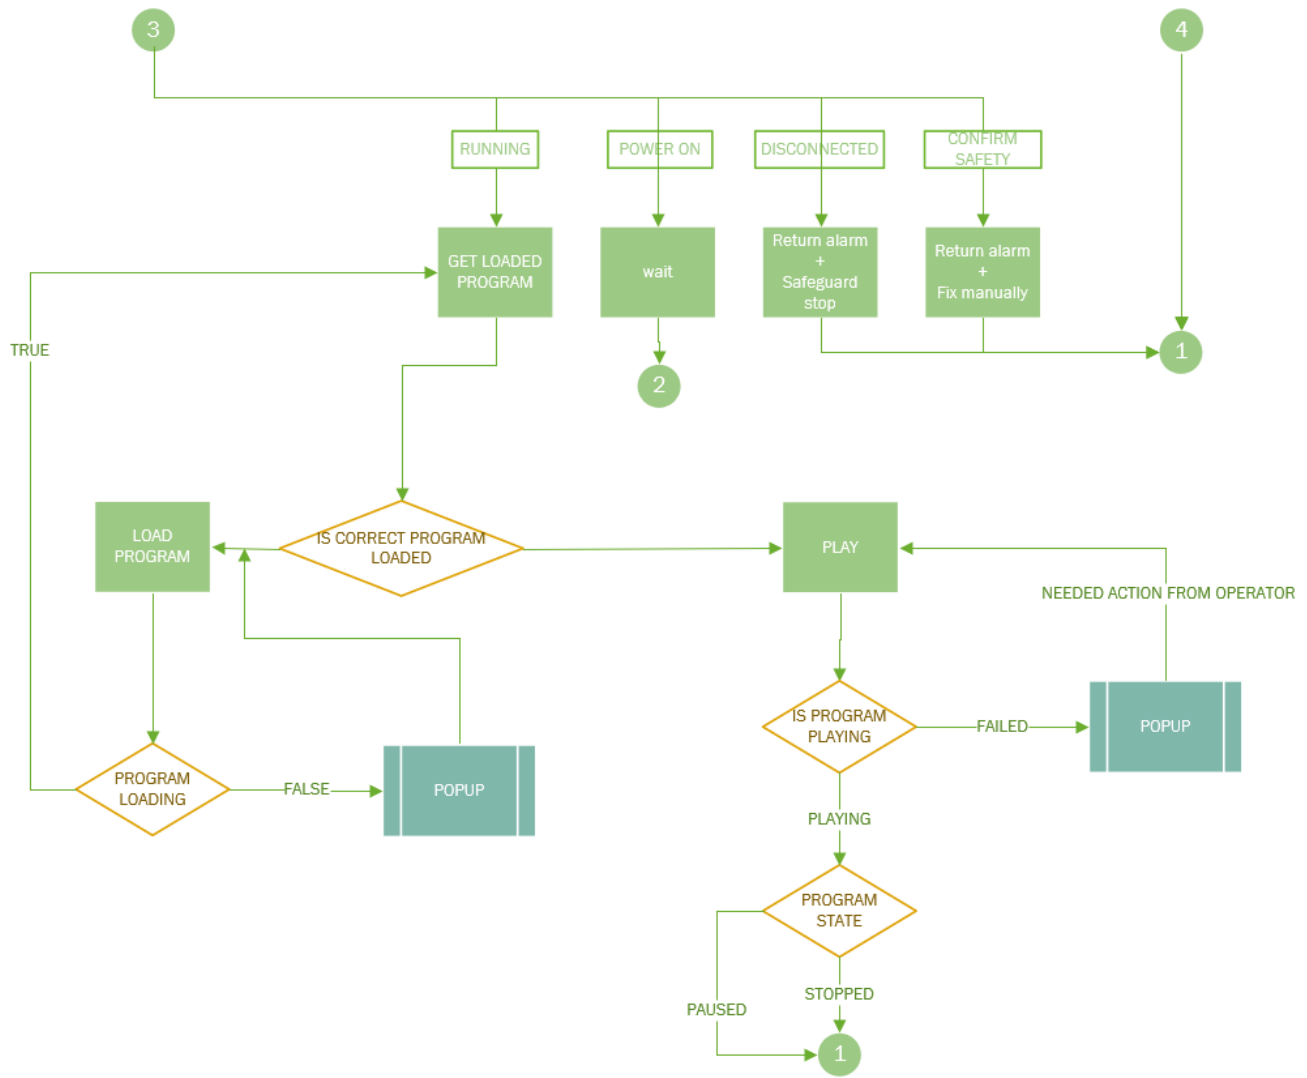 3
4
RUNNING
POWER ON
DISCONNECTED
CONFIRM
SAFETY
GET LOADED
PROGRAM
wait
Return alarm
+
Safeguard
stop
Return alarm
+
Fix manually
TRUE
1
2
LOAD
PROGRAM
IS CORRECT PROGRAM
LOADED
PLAY
NEEDED ACTION FROM OPERATOR
IS PROGRAM
PLAYING
FAILED
POPUP
PROGRAM
LOADING
FALSE
POPUP
PLAYING
PROGRAM
STATE
STOPPED
PAUSED
1